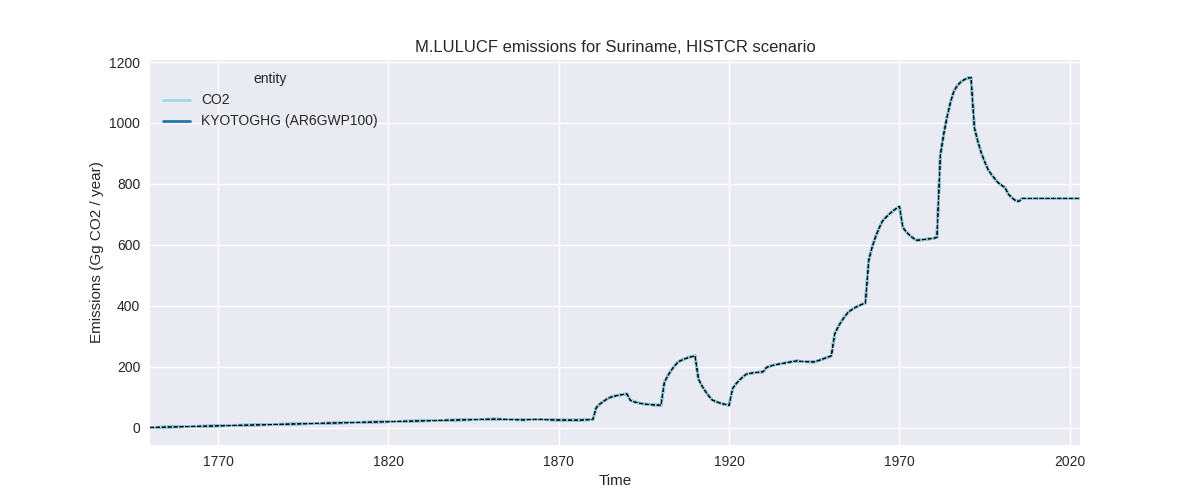 M.LULUCF emissions for Suriname, HISTCR scenario
entity
CO2
KYOTOGHG (AR6GWP100)
Emissions (Gg CO2 / year)
1200
1000
800
600
400
200
0
1770
1820
1870
1920
1970
2020
Time